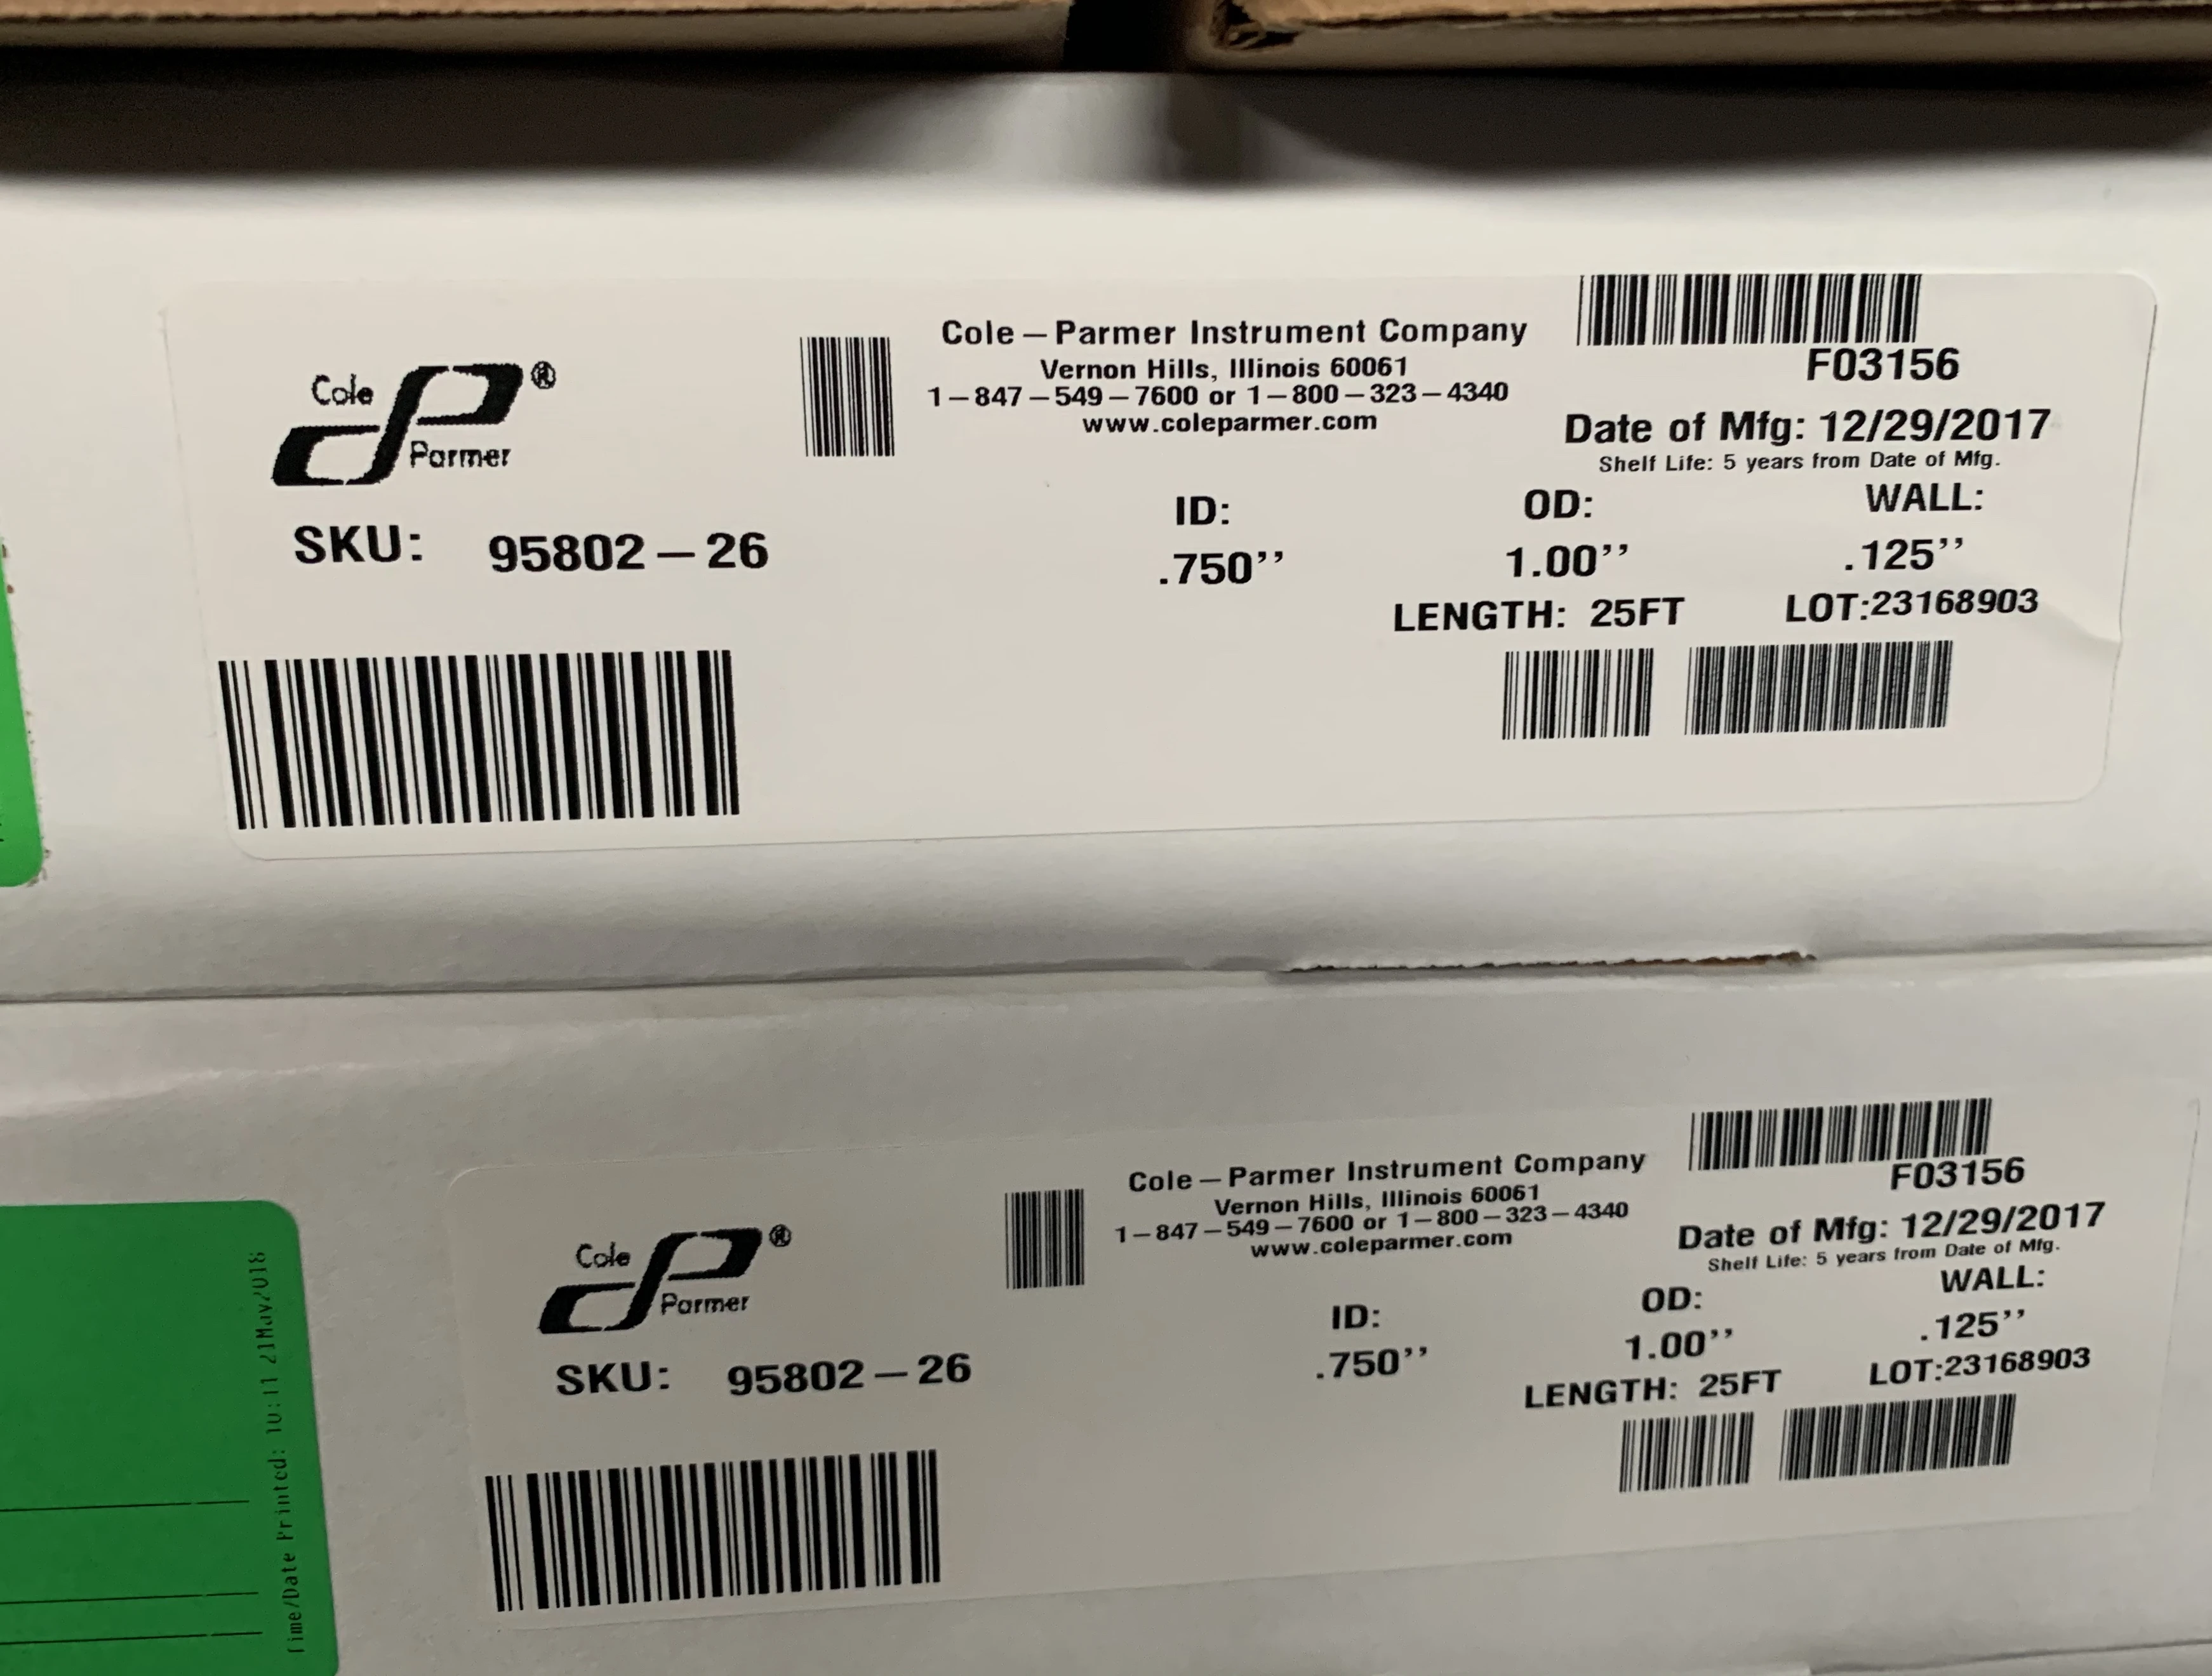 Cole
Parmer®
Cole–Parmer Instrument Company
Vernon Hills, Illinois 60061
1–847–549–7600 or 1–800–323–4340
www.coleparmer.com
F03156
Date of Mfg: 12/29/2017
Shelf Life: 5 years from Date of Mfg.
SKU: 95802–26
ID: OD: WALL:
.750’’ 1.00’’ .125’’
LENGTH: 25FT LOT:23168903
Cole
Parmer®
Cole–Parmer Instrument Company
Vernon Hills, Illinois 60061
1–847–549–7600 or 1–800–323–4340
www.coleparmer.com
F03156
Date of Mfg: 12/29/2017
Shelf Life: 5 years from Date of Mfg.
SKU: 95802–26
ID: OD: WALL:
.750’’ 1.00’’ .125’’
LENGTH: 25FT LOT:23168903
Time/Date Printed: 10:11 21May2018